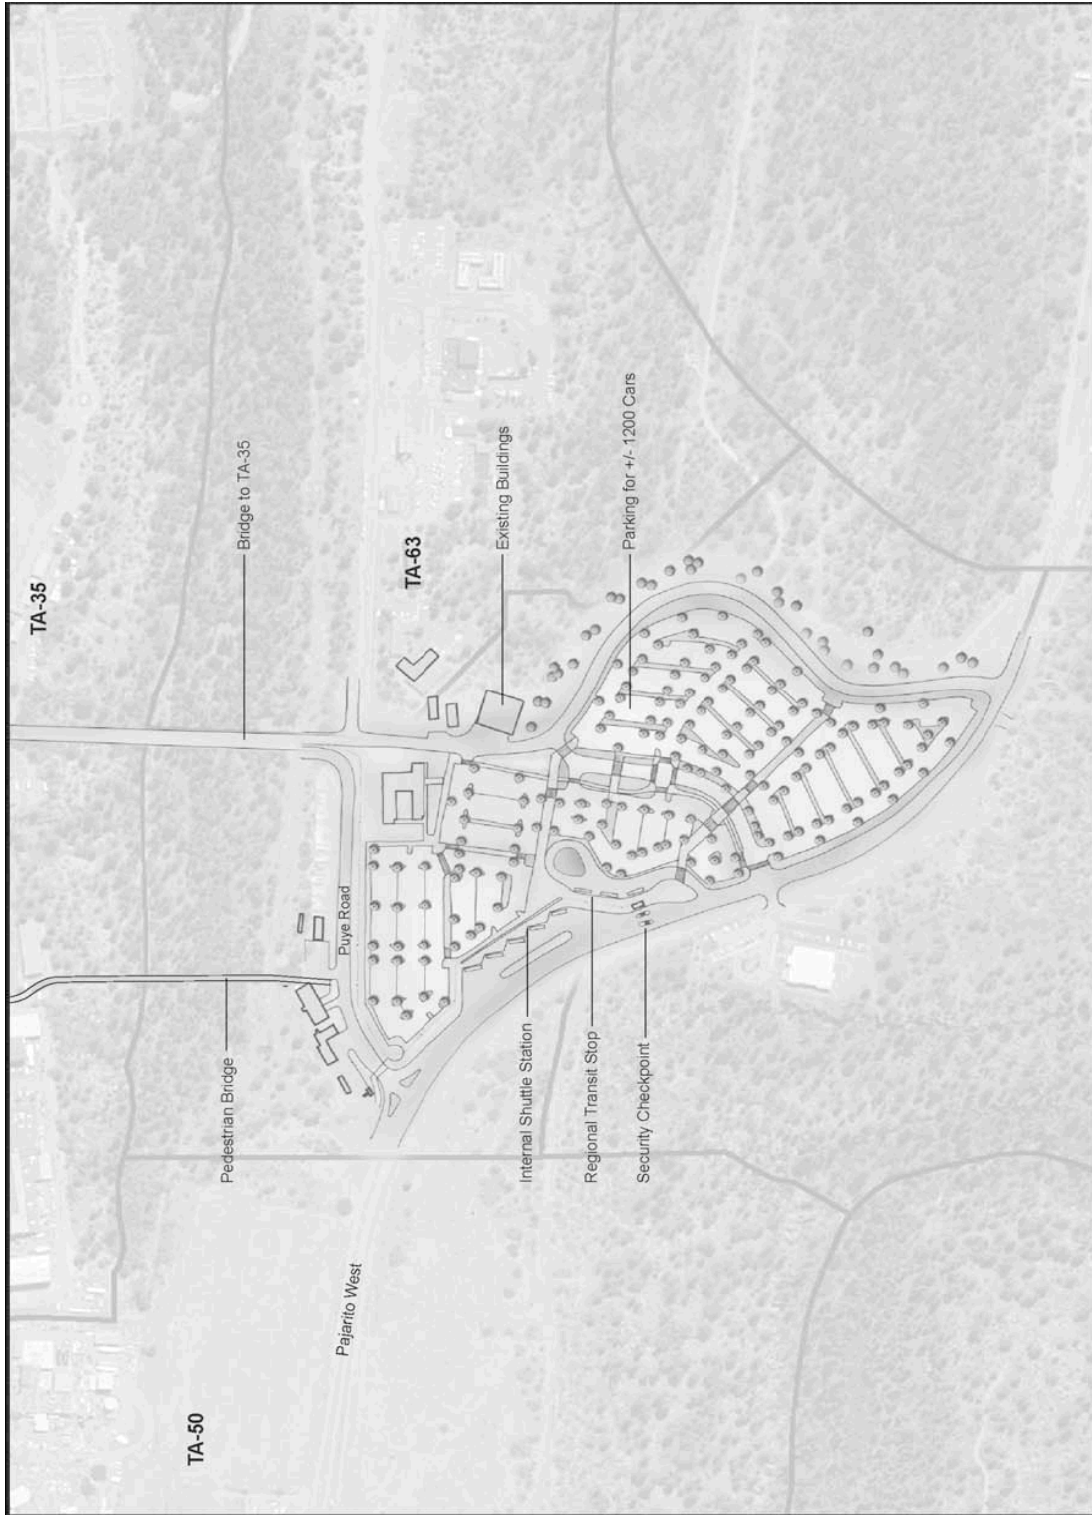 TA-35
Bridge to TA-35
TA-63
Existing Buildings
Parking for +/- 1200 Cars
Puye Road
Pedestrian Bridge
Internal Shuttle Station
Regional Transit Stop
Security Checkpoint
Pajarito West
TA-50